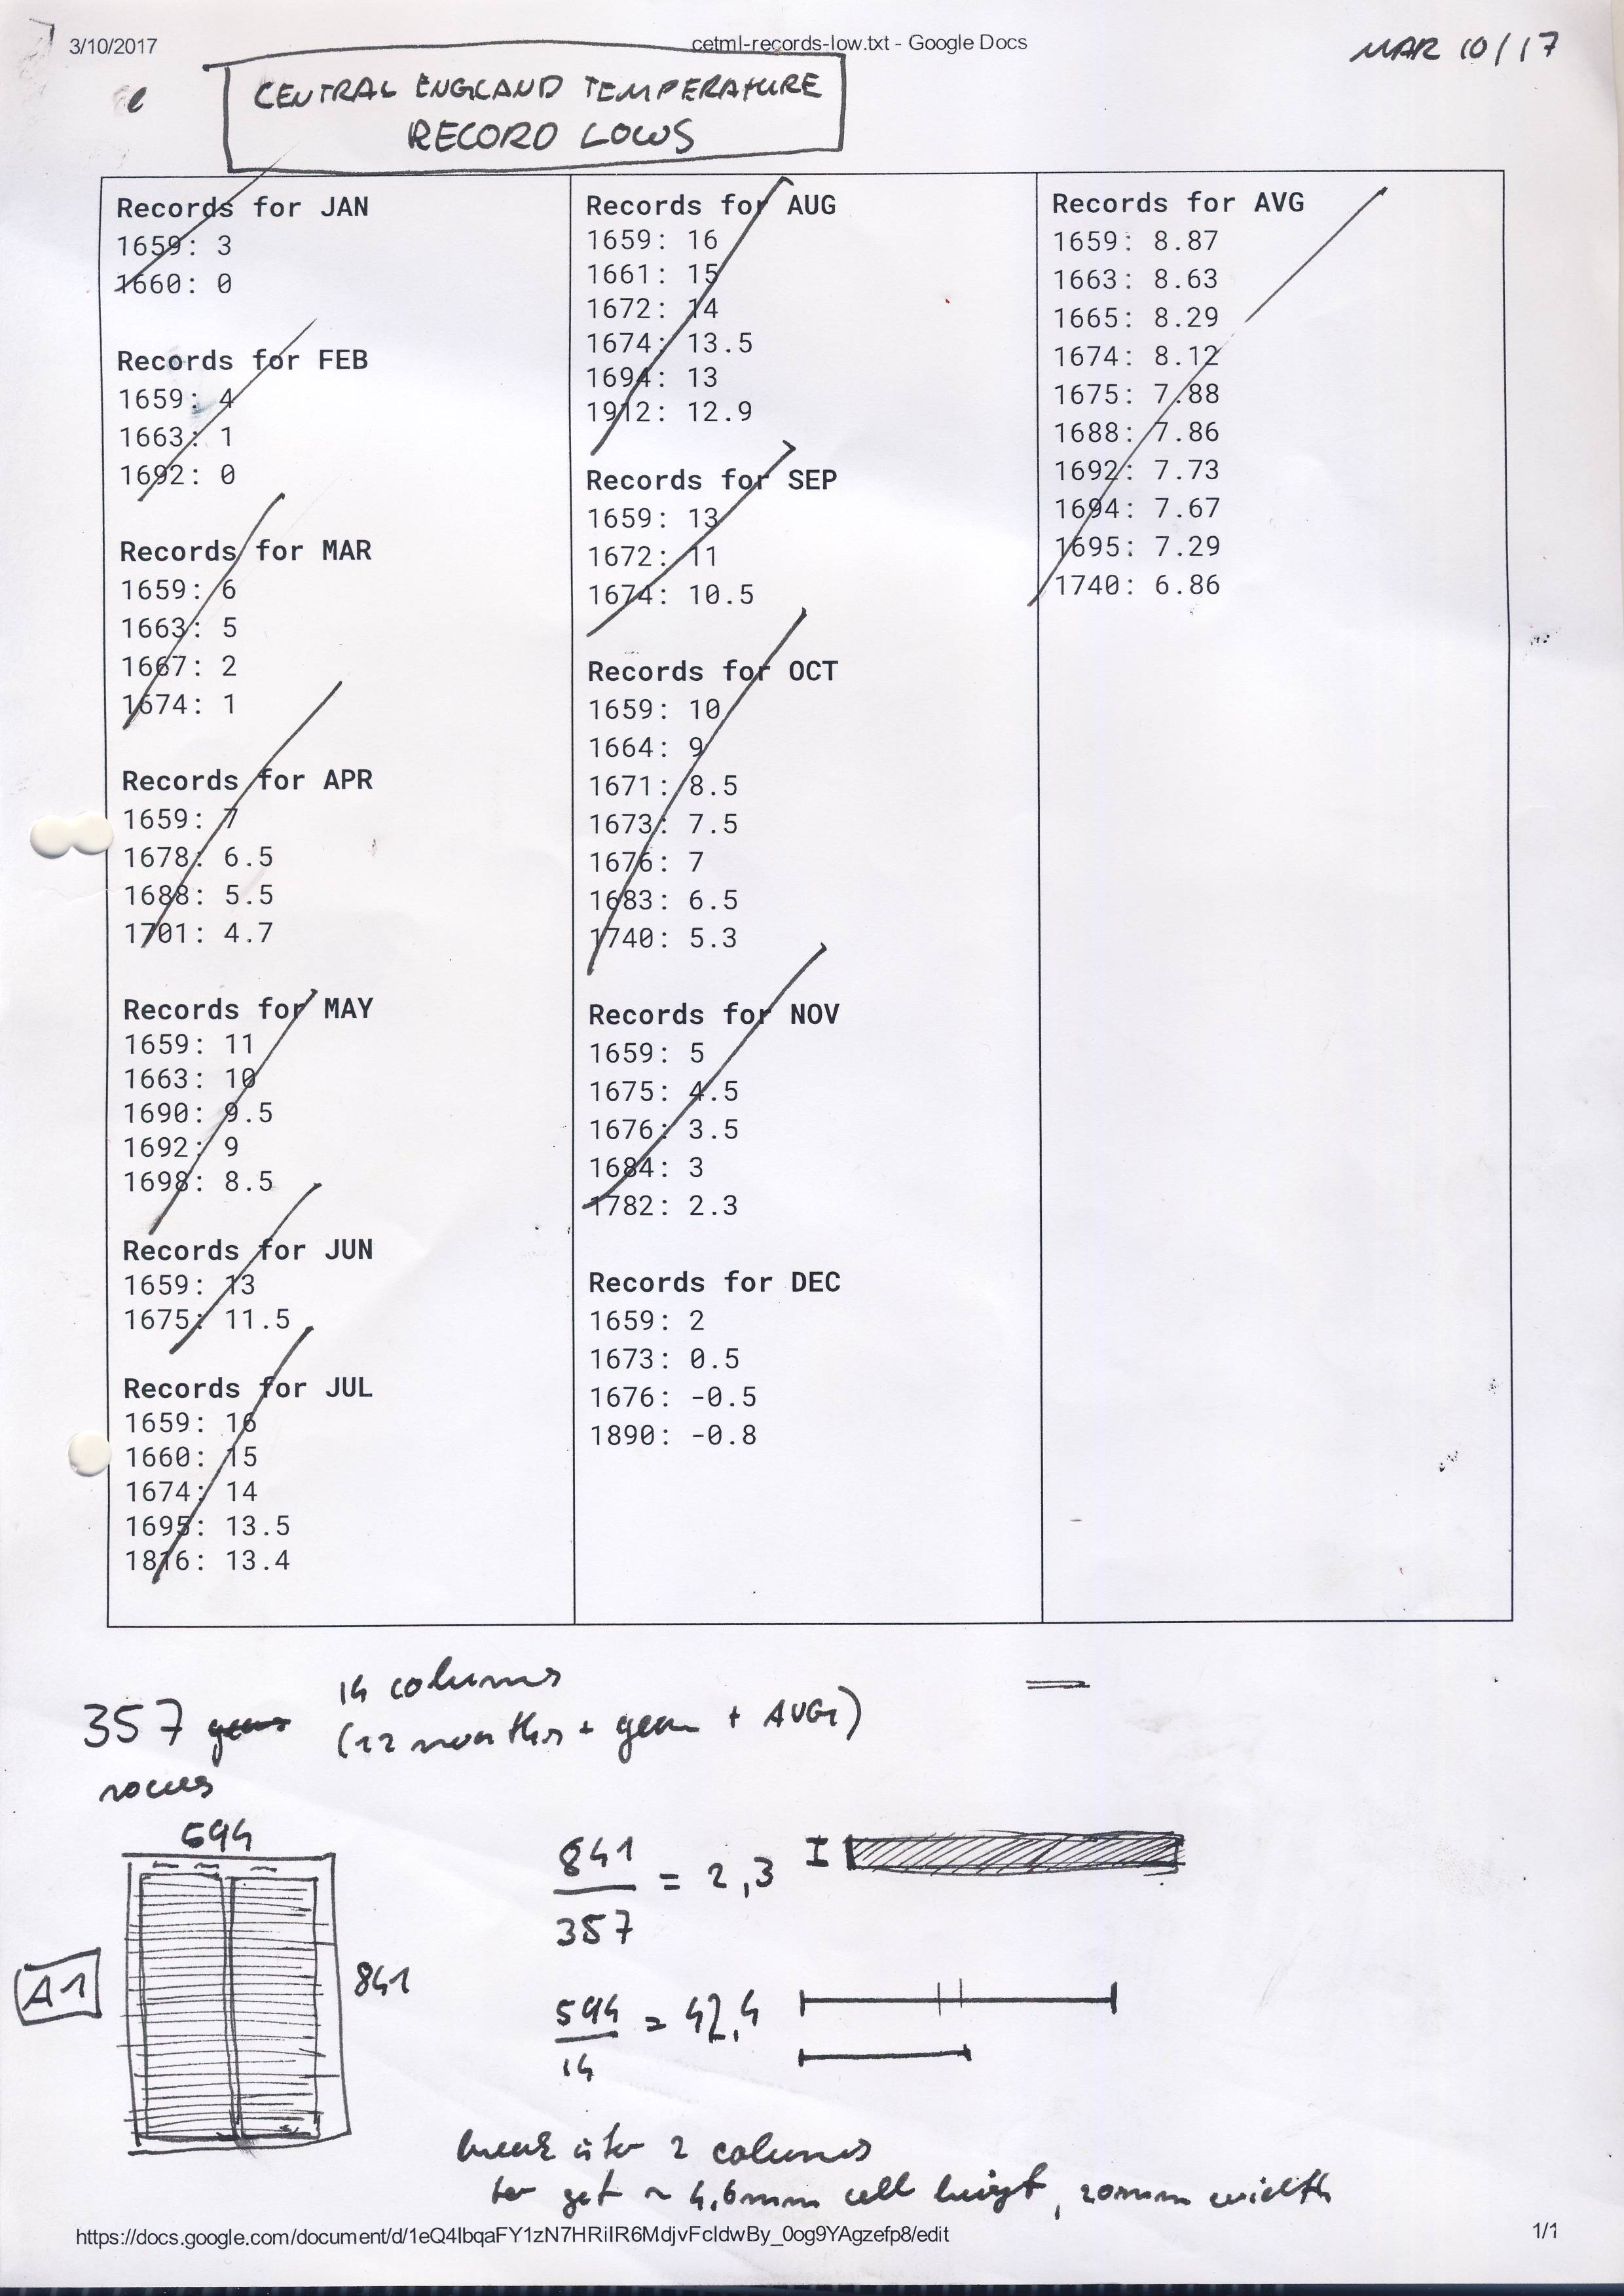 3/10/2017
cetml-records-low.txt - Google Docs
MAR 10/17
CENTRAL ENGLAND TEMPERATURE
RECORD LOWS
Records for JAN
1659: 3
1660: 0
Records for FEB
1659: 4
1663: 1
1692: 0
Records for MAR
1659: 6
1663: 5
1667: 2
1674: 1
Records for APR
1659: 7
1678: 6.5
1688: 5.5
1701: 4.7
Records for MAY
1659: 11
1663: 10
1690: 9.5
1692: 9
1698: 8.5
Records for JUN
1659: 13
1675: 11.5
Records for JUL
1659: 16
1660: 15
1674: 14
1695: 13.5
1816: 13.4
Records for AUG
1659: 16
1661: 15
1672: 14
1674: 13.5
1694: 13
1912: 12.9
Records for SEP
1659: 13
1672: 11
1674: 10.5
Records for OCT
1659: 10
1664: 9
1671: 8.5
1673: 7.5
1676: 7
1683: 6.5
1740: 5.3
Records for NOV
1659: 5
1675: 4.5
1676: 3.5
1684: 3
1782: 2.3
Records for DEC
1659: 2
1673: 0.5
1676: -0.5
1890: -0.8
Records for AVG
1659: 8.87
1663: 8.63
1665: 8.29
1674: 8.12
1675: 7.88
1688: 7.86
1692: 7.73
1694: 7.67
1695: 7.29
1740: 6.86
14 columns
357 years
(12 months + year + AVG)
rows
594
A1
841
841
357
= 2,3
594
14
= 42,4
break into 2 columns
to get ~ 4,6mm cell heigt, 20mm width
https://docs.google.com/document/d/1eQ4IbqaFY1zN7HRiIR6MdjvFcIdwBy_0og9YAgzefp8/edit
1/1